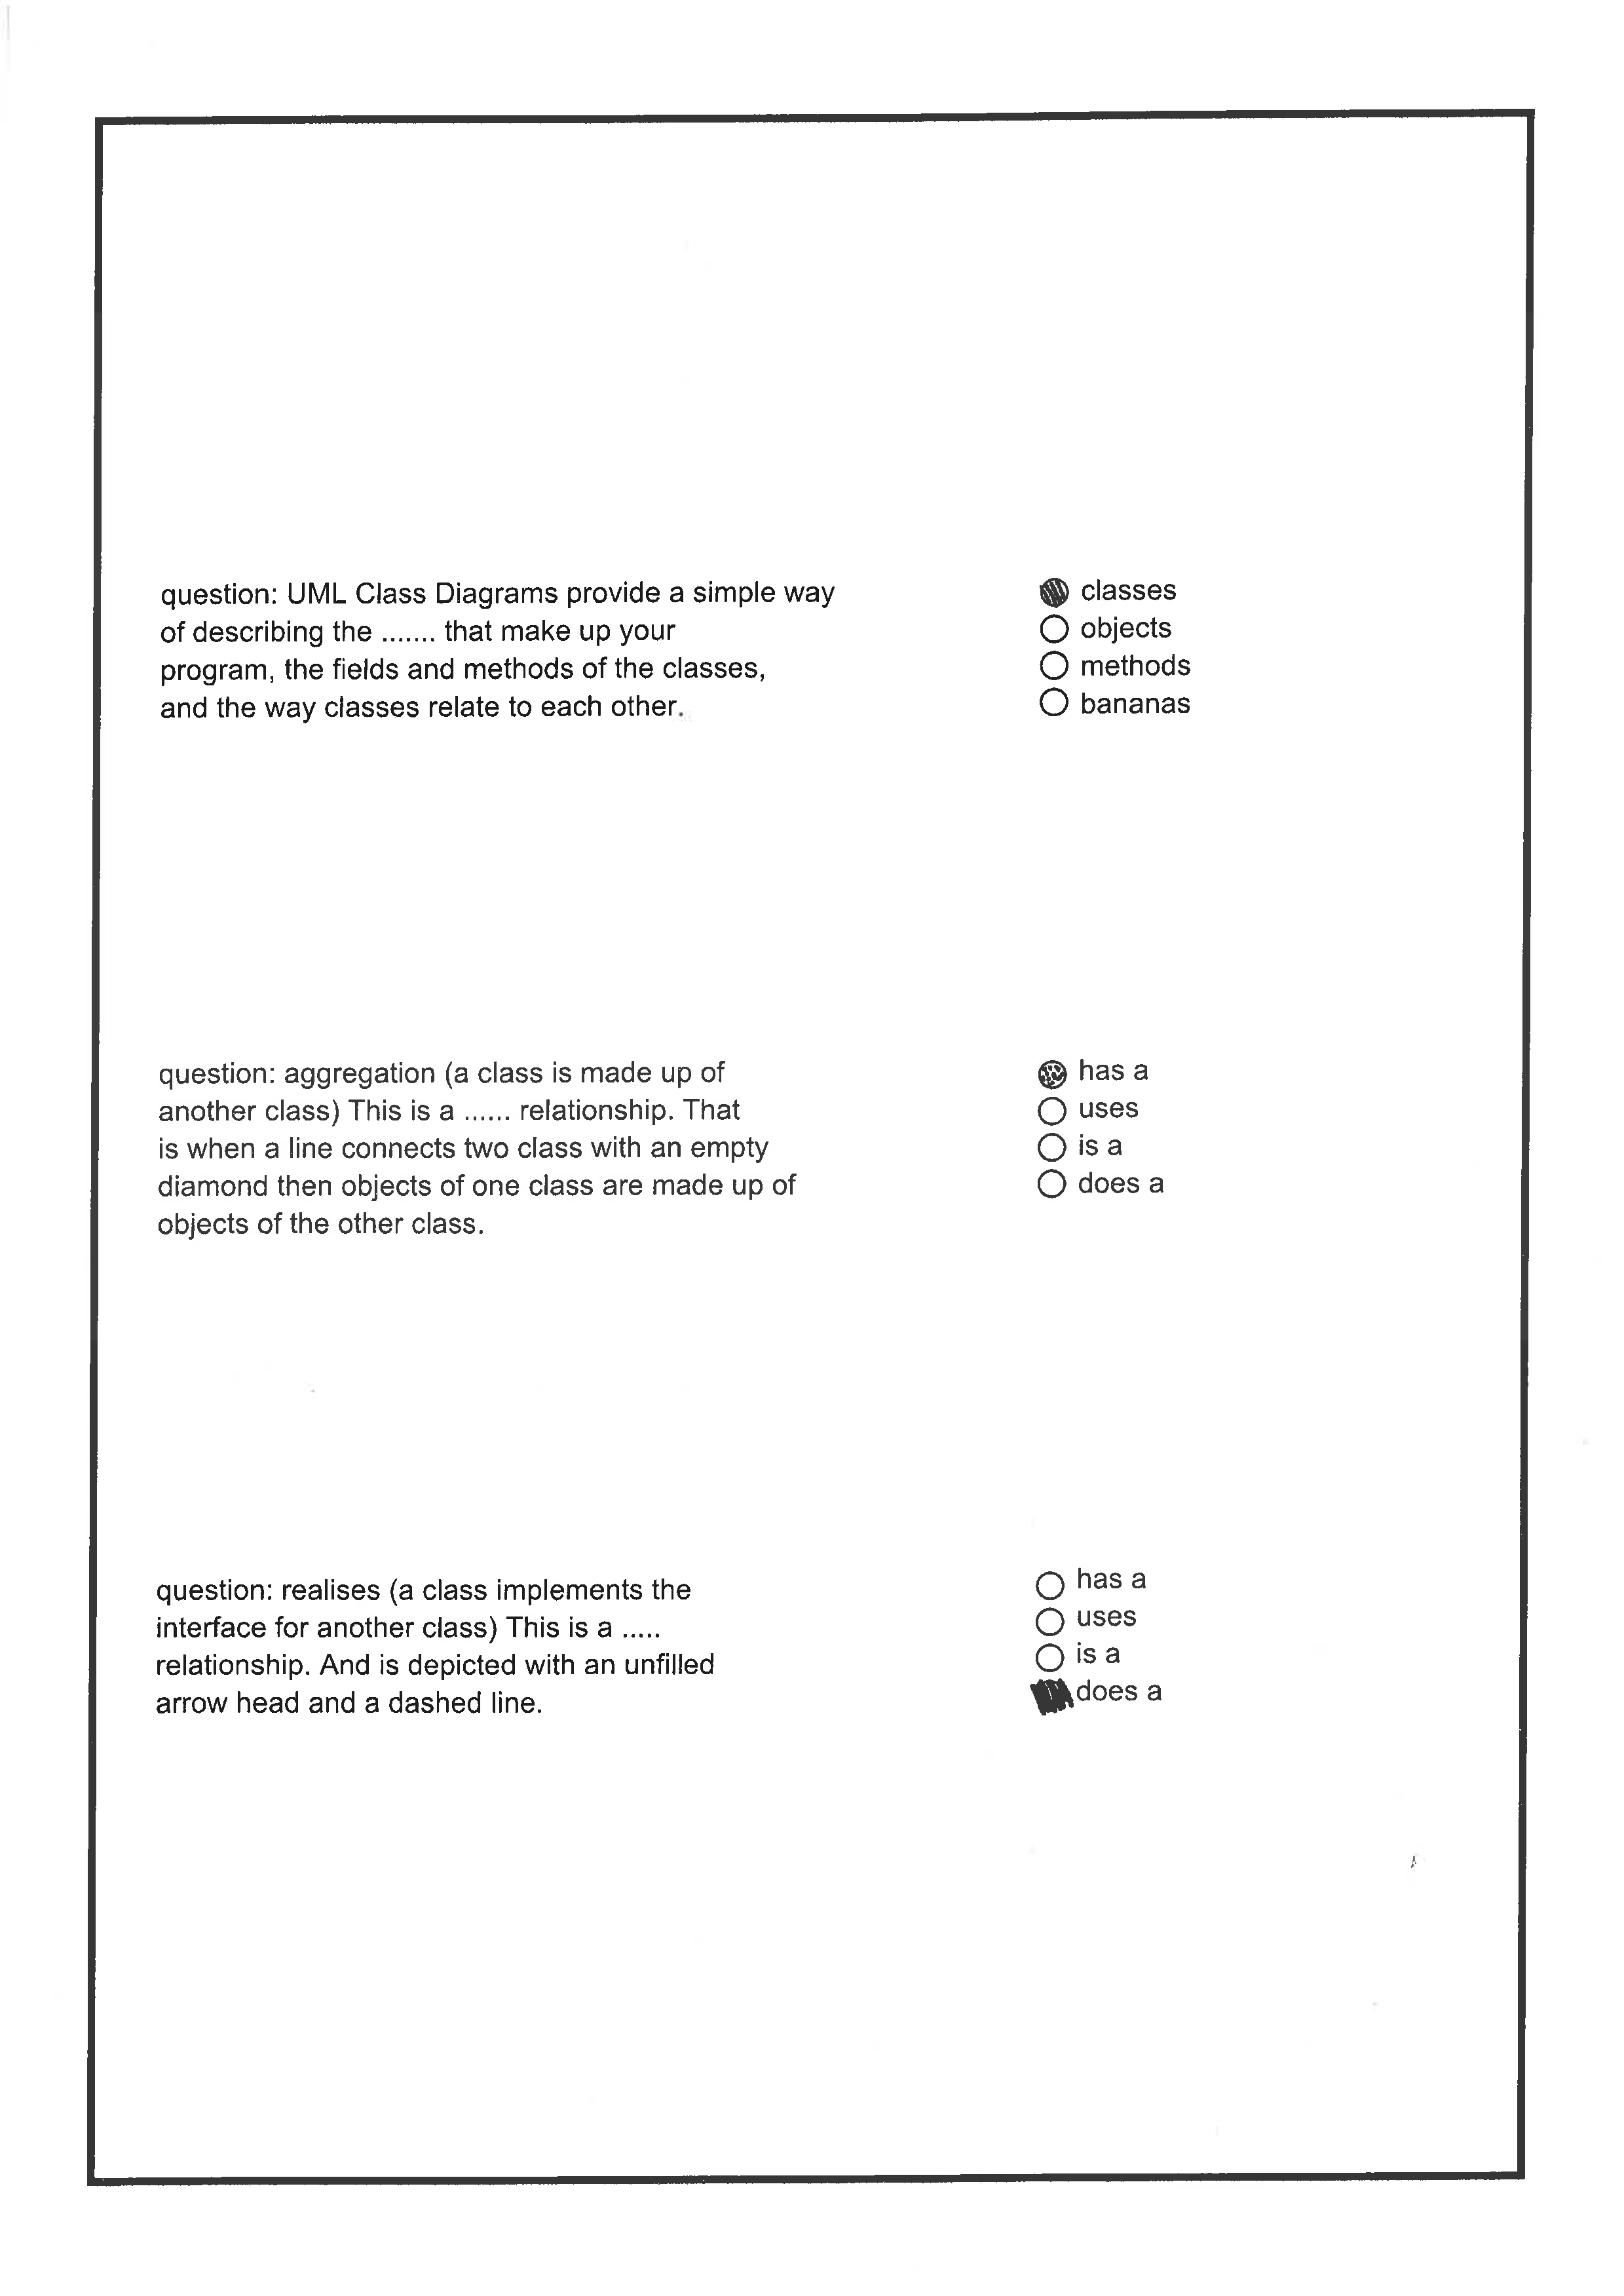 question: UML Class Diagrams provide a simple way
of describing the ....... that make up your
program, the fields and methods of the classes,
and the way classes relate to each other.
classes
objects
methods
bananas
question: aggregation (a class is made up of
another class) This is a ...... relationship. That
is when a line connects two class with an empty
diamond then objects of one class are made up of
objects of the other class.
has a
uses
is a
does a
question: realises (a class implements the
interface for another class) This is a .....
relationship. And is depicted with an unfilled
arrow head and a dashed line.
has a
uses
is a
does a